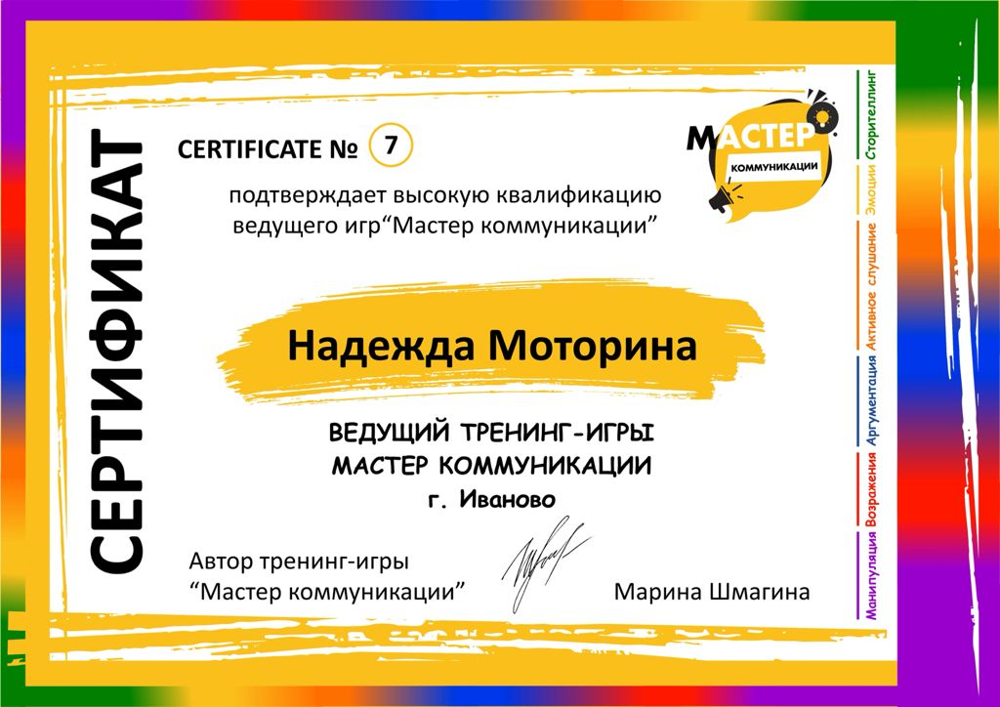 СЕРТИФИКАТ
CERTIFICATE № 7
подтверждает высокую квалификацию
ведущего игр“Мастер коммуникации”
МАСТЕР
КОММУНИКАЦИИ
Надежда Моторина
ВЕДУЩИЙ ТРЕНИНГ-ИГРЫ
МАСТЕР КОММУНИКАЦИИ
г. Иваново
Автор тренинг-игры
“Мастер коммуникации”
Марина Шмагина
Манипуляция Возражения Аргументация Активное слушание Эмоции Сторителлинг